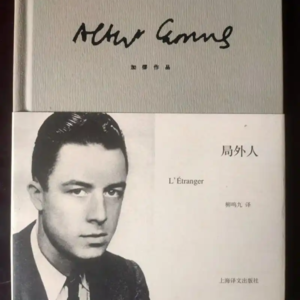 Albert Camus
加缪作品
局外人
L'Étranger
柳鸣九 译
上海译文出版社